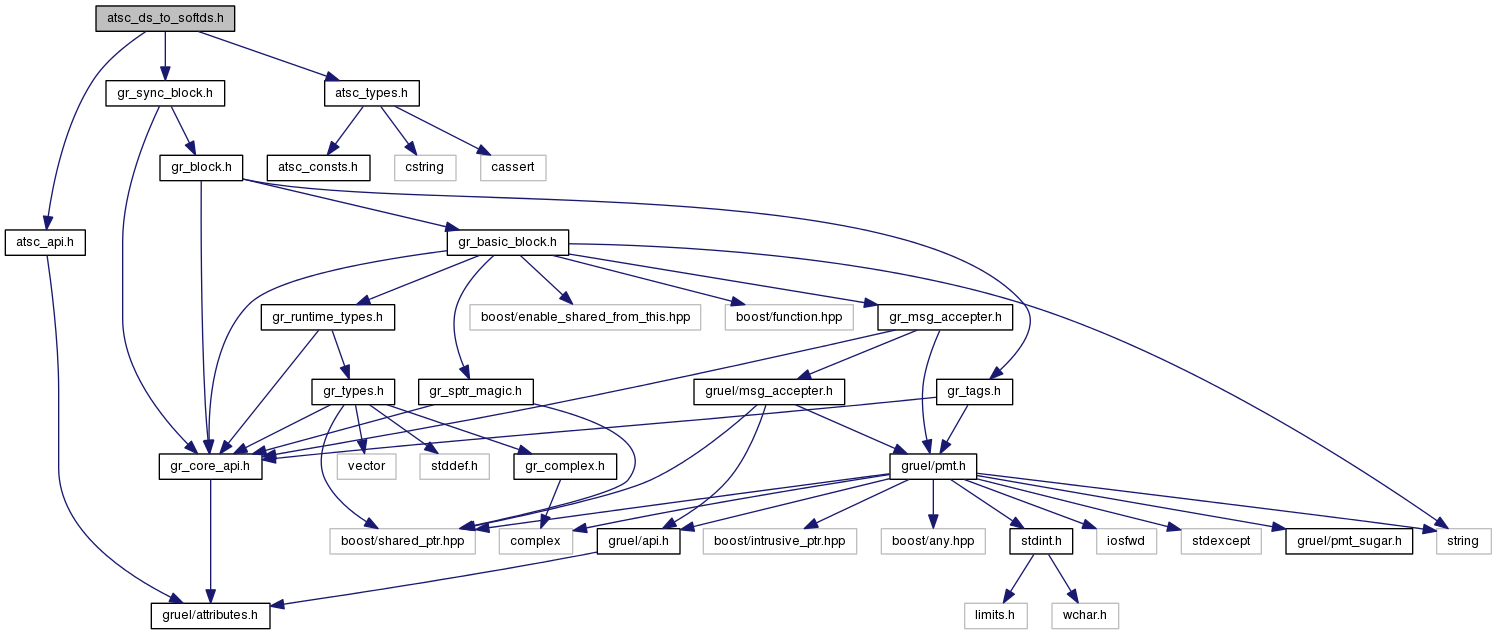 atsc_ds_to_softds.h
gr_sync_block.h
atsc_types.h
gr_block.h
atsc_consts.h
cstring
cassert
atsc_api.h
gr_basic_block.h
gr_runtime_types.h
boost/enable_shared_from_this.hpp
boost/function.hpp
gr_msg_accepter.h
gr_types.h
gr_sptr_magic.h
gruel/msg_accepter.h
gr_tags.h
gr_core_api.h
vector
stddef.h
gr_complex.h
gruel/pmt.h
boost/shared_ptr.hpp
complex
gruel/api.h
boost/intrusive_ptr.hpp
boost/any.hpp
stdint.h
iosfwd
stdexcept
gruel/pmt_sugar.h
string
gruel/attributes.h
limits.h
wchar.h